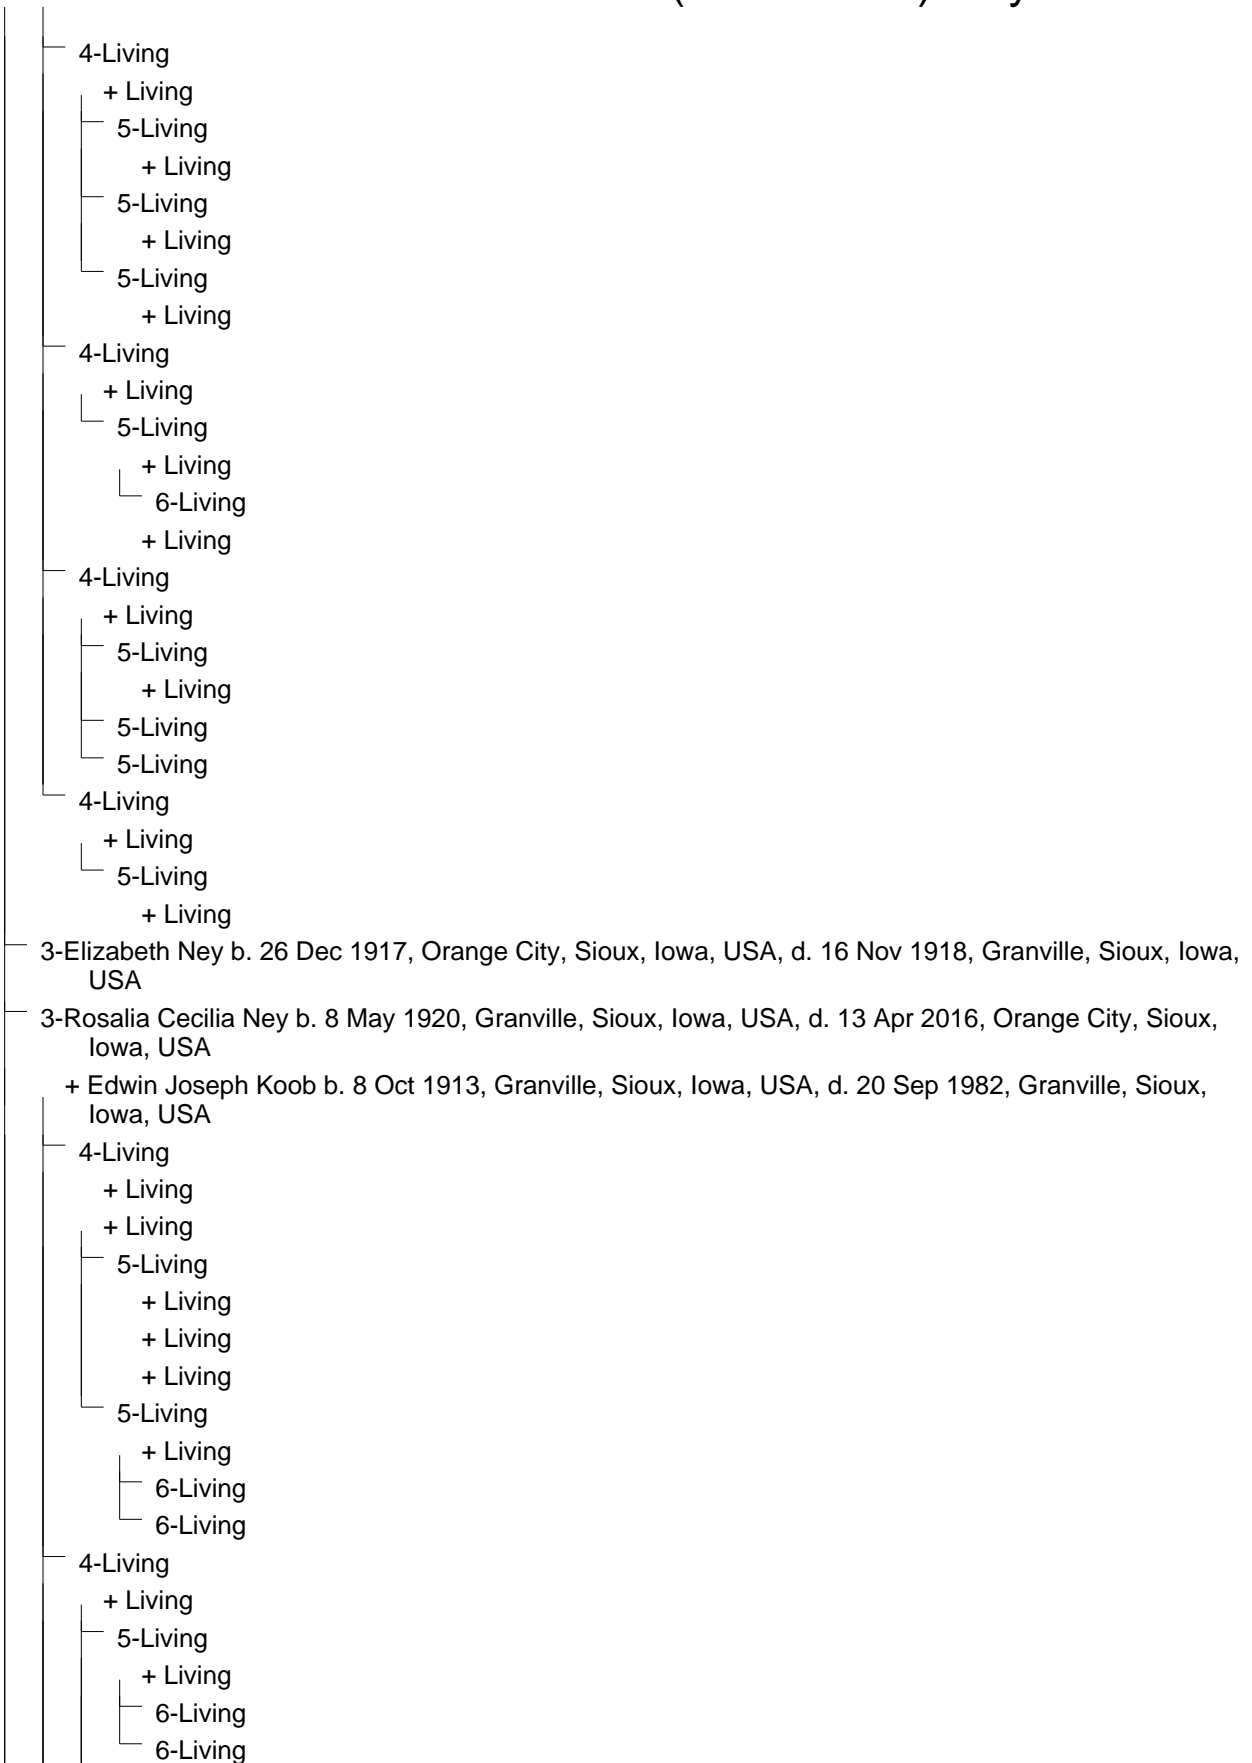 4-Living
+ Living
5-Living
+ Living
5-Living
+ Living
5-Living
+ Living
4-Living
+ Living
5-Living
+ Living
6-Living
+ Living
4-Living
+ Living
5-Living
+ Living
5-Living
5-Living
4-Living
+ Living
5-Living
+ Living
3-Elizabeth Ney b. 26 Dec 1917, Orange City, Sioux, Iowa, USA, d. 16 Nov 1918, Granville, Sioux, Iowa,
USA
3-Rosalia Cecilia Ney b. 8 May 1920, Granville, Sioux, Iowa, USA, d. 13 Apr 2016, Orange City, Sioux,
Iowa, USA
+ Edwin Joseph Koob b. 8 Oct 1913, Granville, Sioux, Iowa, USA, d. 20 Sep 1982, Granville, Sioux,
Iowa, USA
4-Living
+ Living
+ Living
5-Living
+ Living
+ Living
+ Living
5-Living
+ Living
6-Living
6-Living
4-Living
+ Living
5-Living
+ Living
6-Living
6-Living